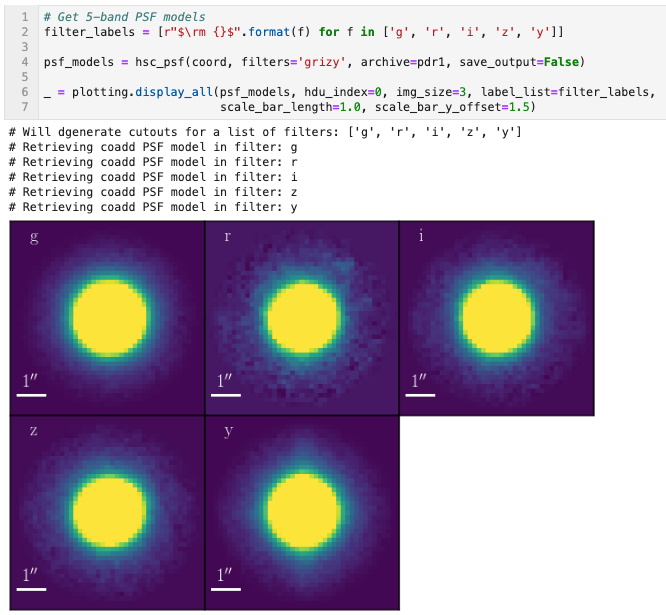 1 # Get 5-band PSF models
2 filter_labels = [r"$\rm {}$".format(f) for f in ['g', 'r', 'i', 'z', 'y']]
3
4 psf_models = hsc_psf(coord, filters='grizy', archive=pdr1, save_output=False)
5
6 _ = plotting.display_all(psf_models, hdu_index=0, img_size=3, label_list=filter_labels,
7 scale_bar_length=1.0, scale_bar_y_offset=1.5)
# Will dgenerate cutouts for a list of filters: ['g', 'r', 'i', 'z', 'y']
# Retrieving coadd PSF model in filter: g
# Retrieving coadd PSF model in filter: r
# Retrieving coadd PSF model in filter: i
# Retrieving coadd PSF model in filter: z
# Retrieving coadd PSF model in filter: y
g
r
i
1″
1″
1″
z
y
1″
1″